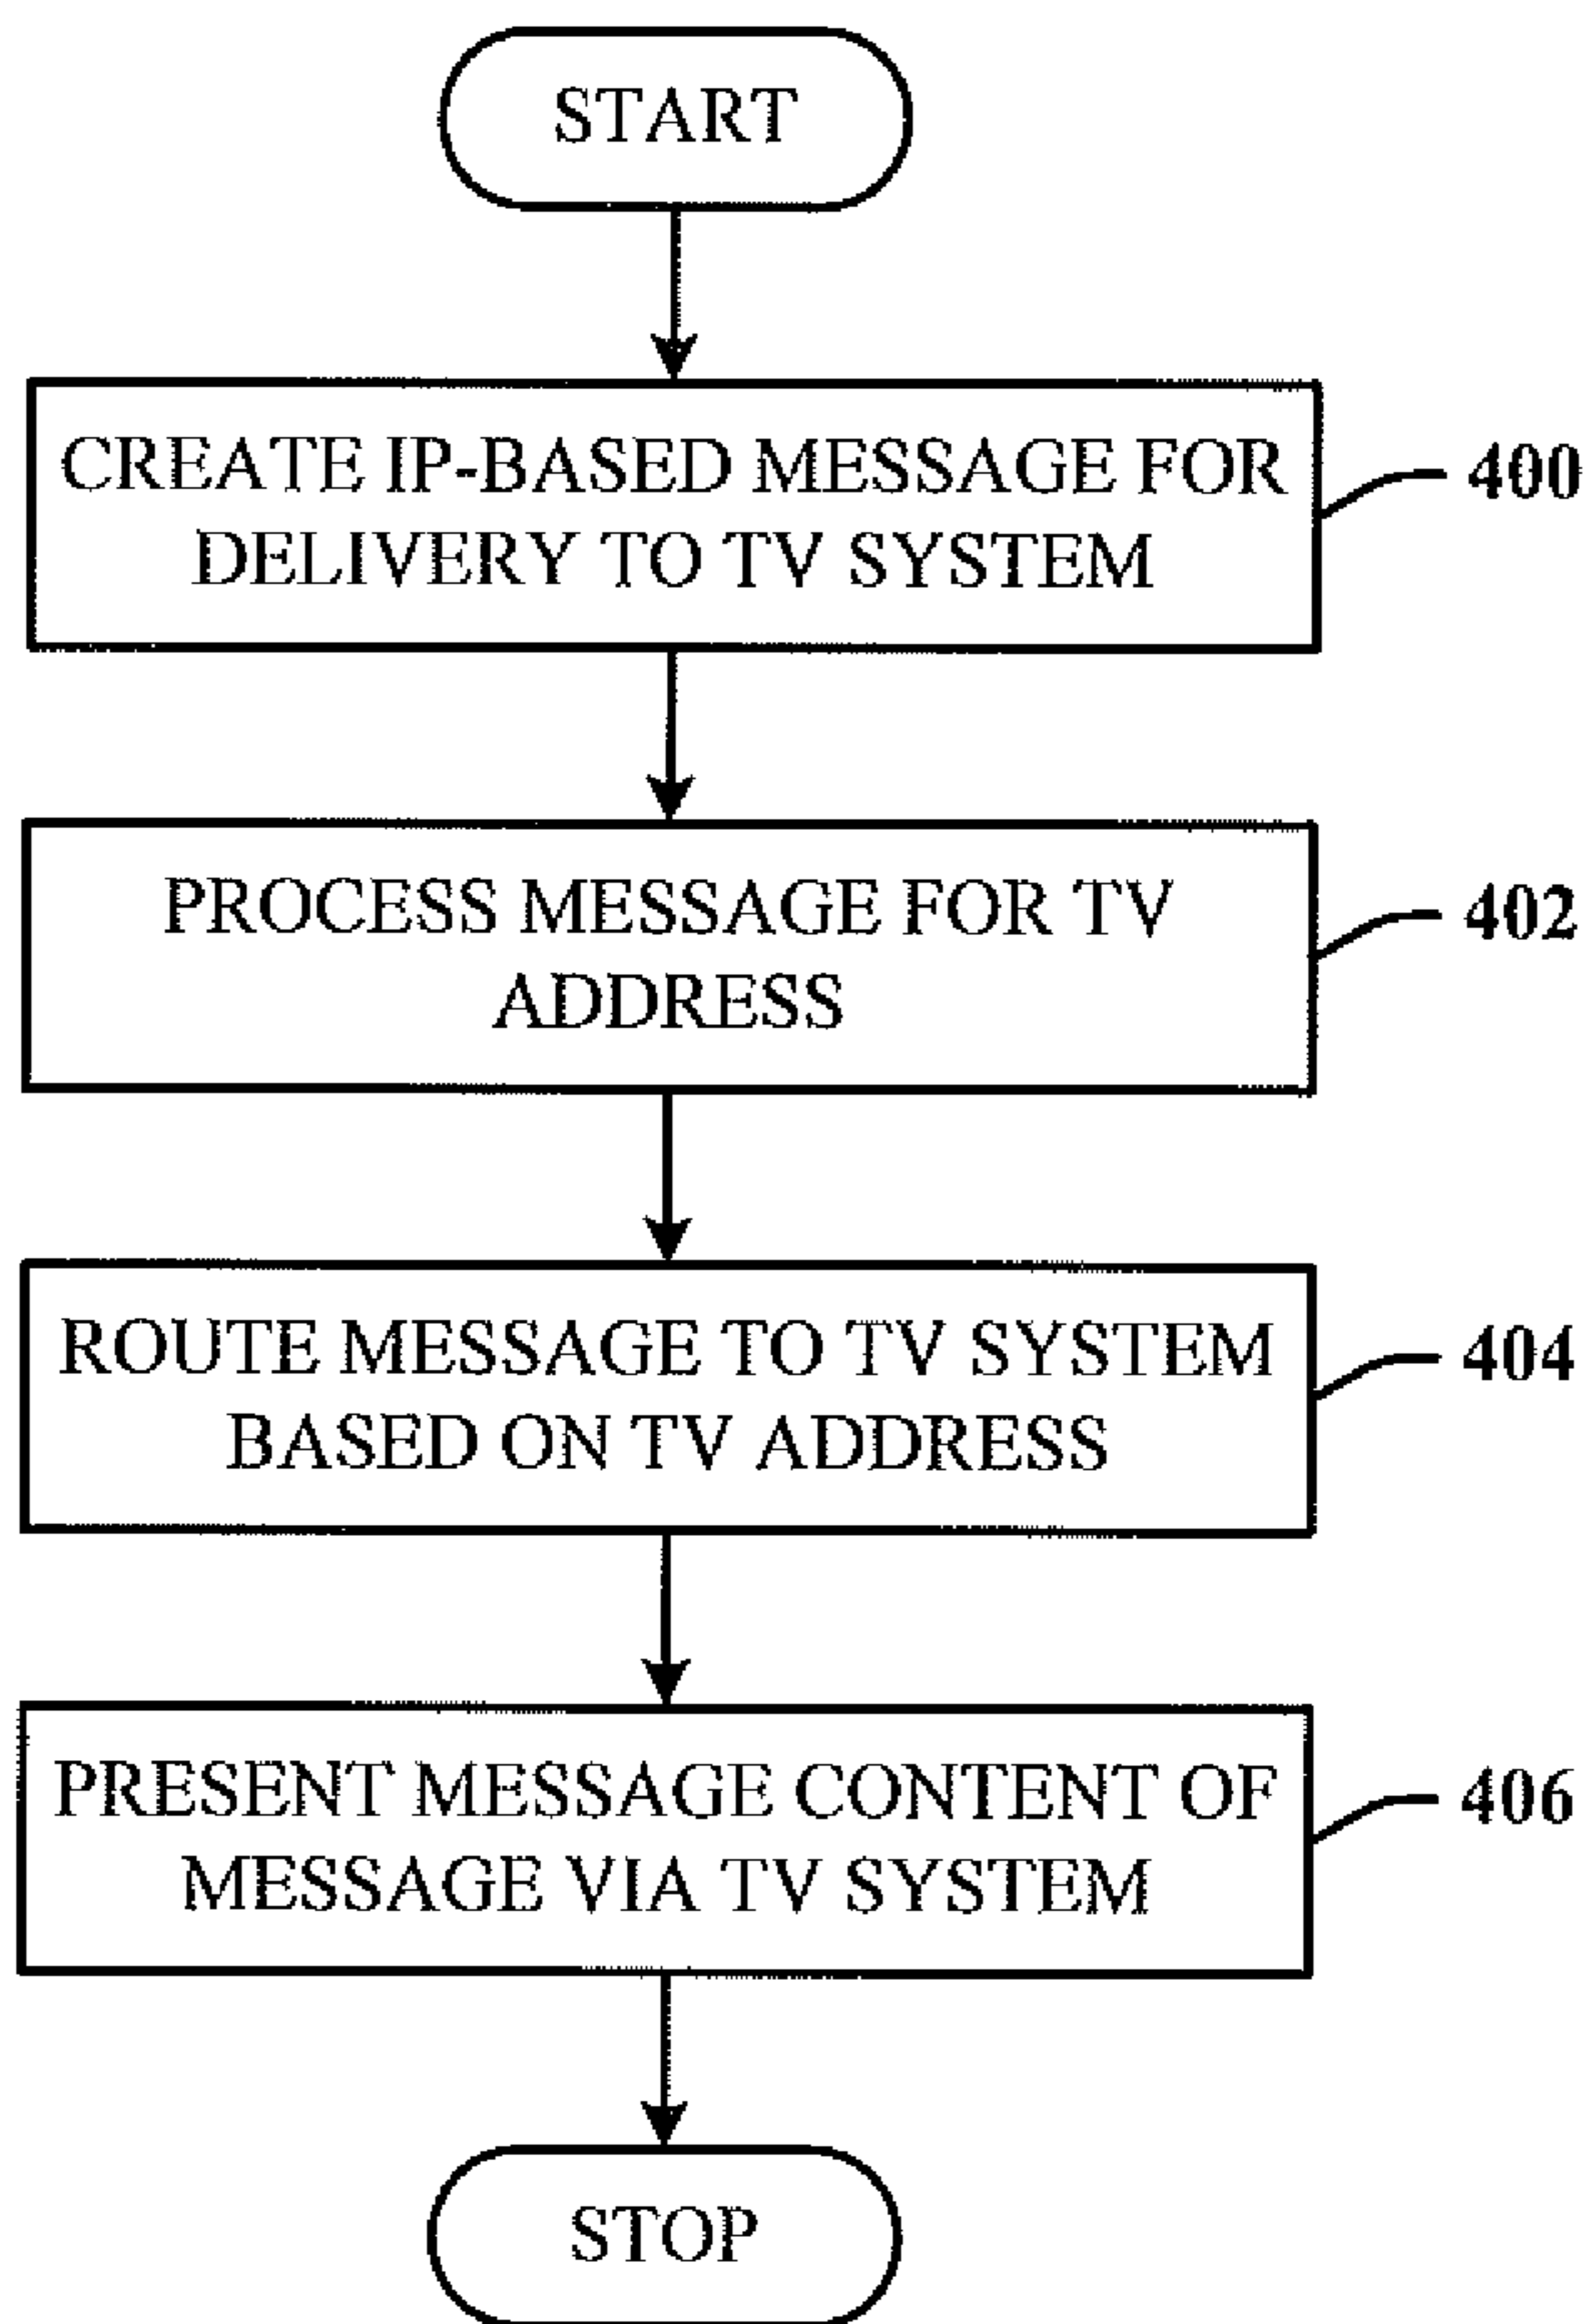 START
CREATE IP-BASED MESSAGE FOR
DELIVERY TO TV SYSTEM
400
PROCESS MESSAGE FOR TV
ADDRESS
402
ROUTE MESSAGE TO TV SYSTEM
BASED ON TV ADDRESS
404
PRESENT MESSAGE CONTENT OF
MESSAGE VIA TV SYSTEM
406
STOP